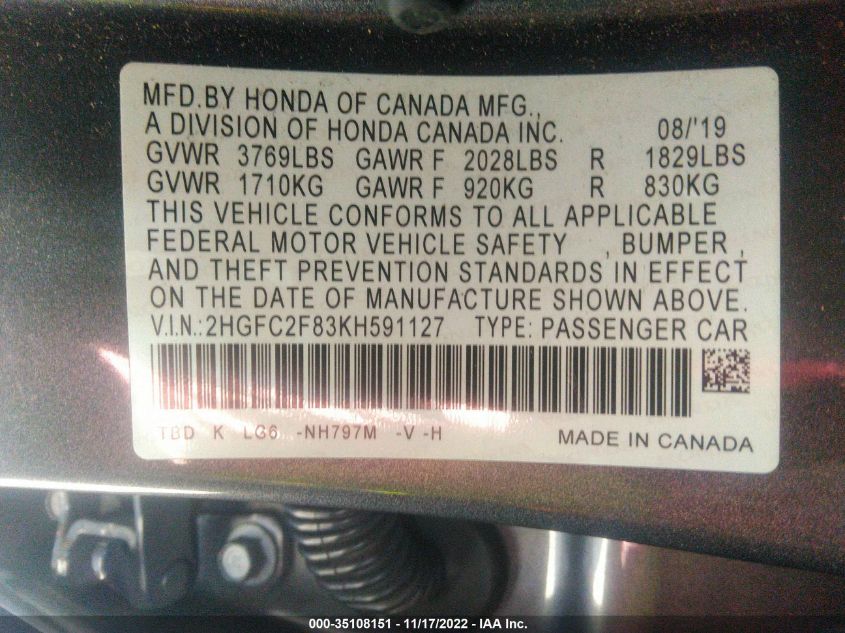 MFD.BY HONDA OF CANADA MFG.,
A DIVISION OF HONDA CANADA INC. 08/'19
GVWR 3769LBS GAWR F 2028LBS R 1829LBS
GVWR 1710KG GAWR F 920KG R 830KG
THIS VEHICLE CONFORMS TO ALL APPLICABLE
FEDERAL MOTOR VEHICLE SAFETY , BUMPER ,
AND THEFT PREVENTION STANDARDS IN EFFECT
ON THE DATE OF MANUFACTURE SHOWN ABOVE.
V.I.N.:2HGFC2F83KH591127 TYPE: PASSENGER CAR
TBD K LG6 -NH797M -V -H MADE IN CANADA
000-35108151 — 11/17/2022 — IAA Inc.